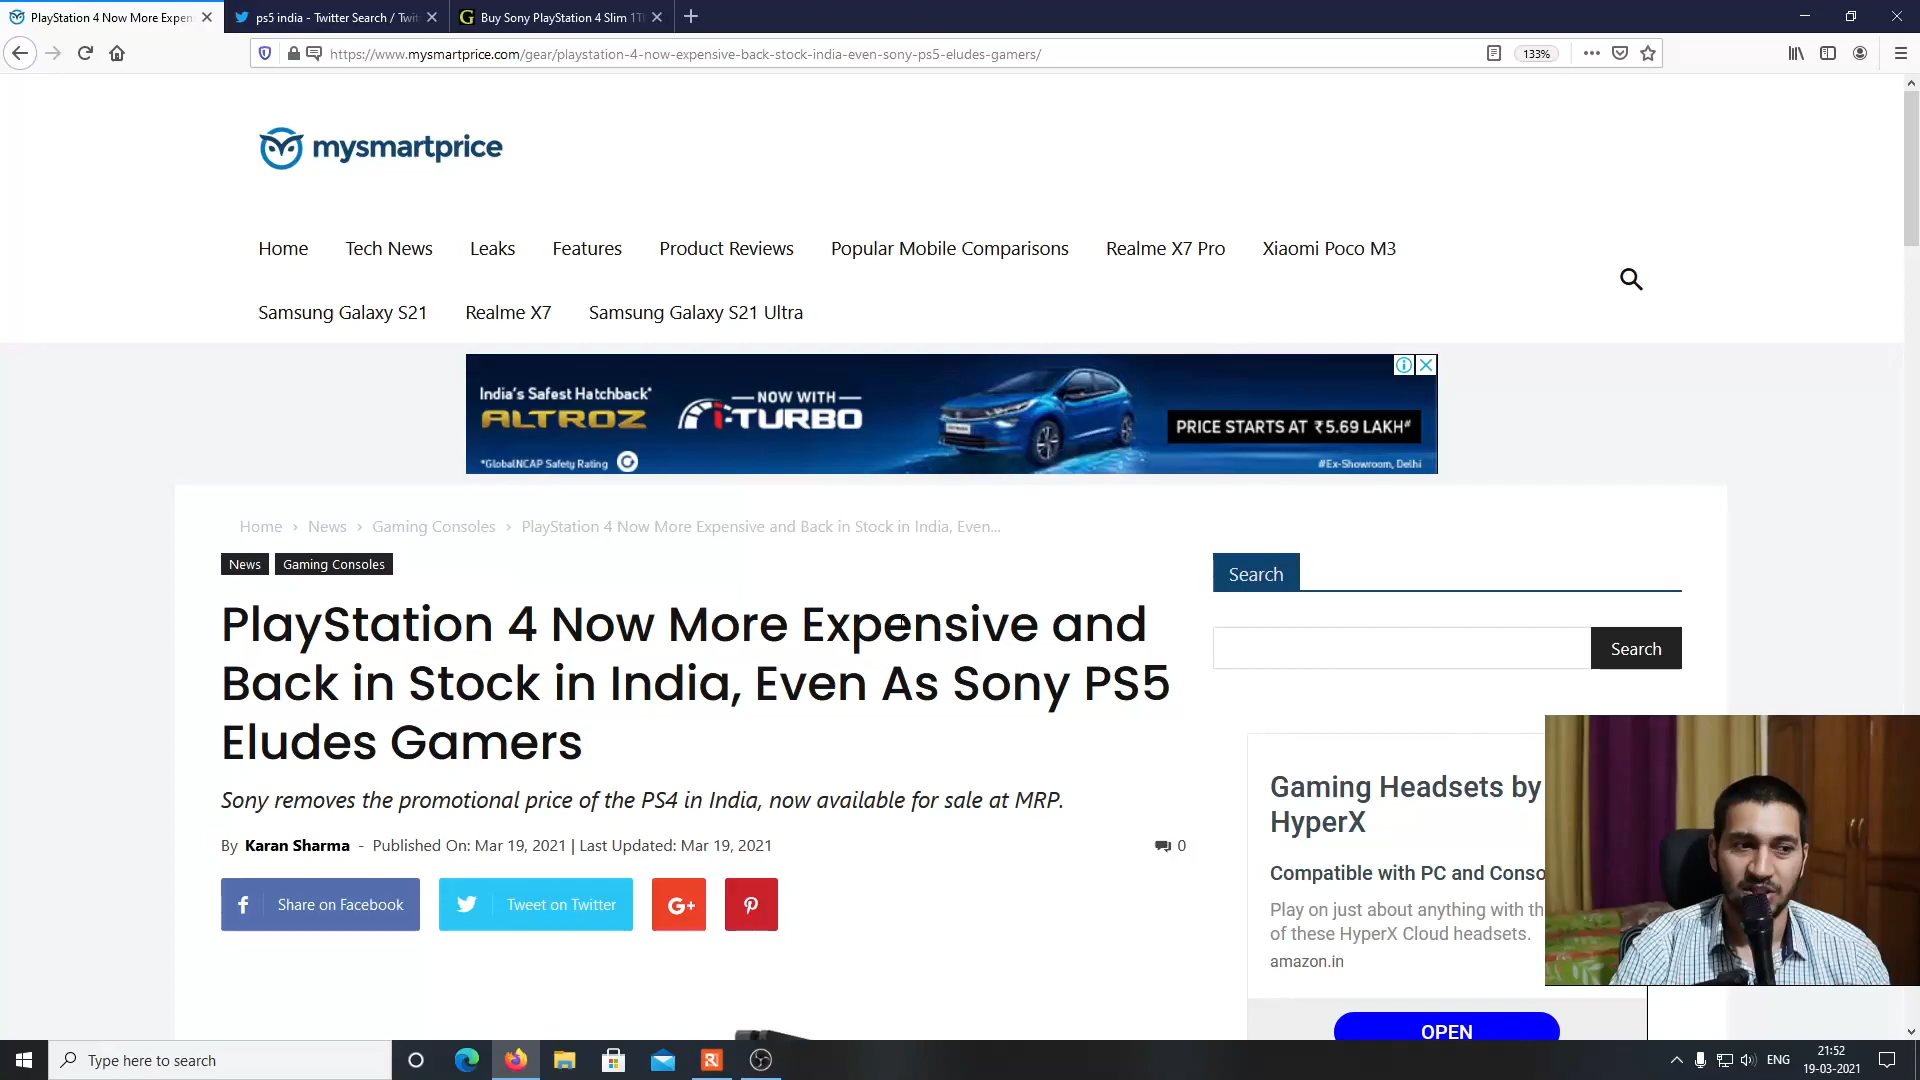 PlayStation 4 Now More Expen
ps5 india - Twitter Search / Twit
G Buy Sony PlayStation 4 Slim 1T
https://www.mysmartprice.com/gear/playstation-4-now-expensive-back-stock-india-even-sony-ps5-eludes-gamers/
133%
mysmartprice
Home Tech News Leaks Features Product Reviews Popular Mobile Comparisons Realme X7 Pro Xiaomi Poco M3
Samsung Galaxy S21 Realme X7 Samsung Galaxy S21 Ultra
India's Safest Hatchback*
ALTROZ
NOW WITH
i-TURBO
PRICE STARTS AT ₹5.69 LAKH#
*GlobalNCAP Safety Rating
#Ex-Showroom, Delhi
Home › News › Gaming Consoles › PlayStation 4 Now More Expensive and Back in Stock in India, Even...
News Gaming Consoles
PlayStation 4 Now More Expensive and
Back in Stock in India, Even As Sony PS5
Eludes Gamers
Sony removes the promotional price of the PS4 in India, now available for sale at MRP.
By Karan Sharma - Published On: Mar 19, 2021 | Last Updated: Mar 19, 2021
0
f Share on Facebook
Tweet on Twitter
G+
Search
Search
Gaming Headsets by
HyperX
Compatible with PC and Conso
Play on just about anything with th
of these HyperX Cloud headsets.
amazon.in
OPEN
Type here to search
ENG
21:52
19-03-2021